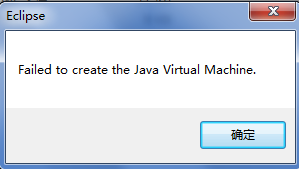 Eclipse
Failed to create the Java Virtual Machine.
确定